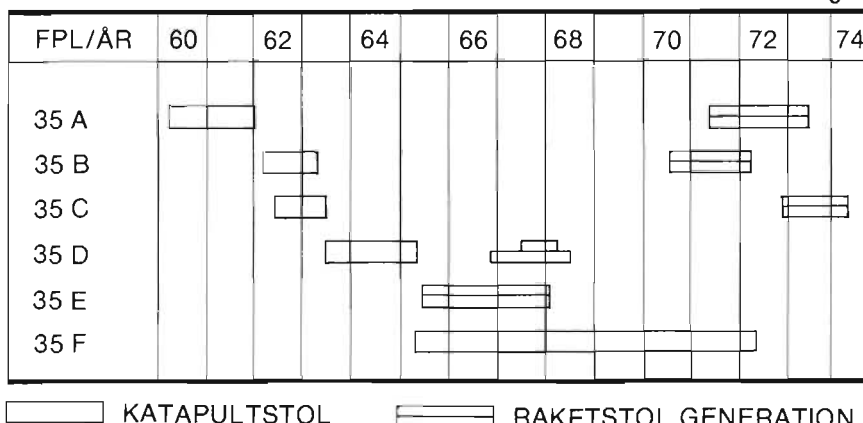 FPL/ÅR 60 62 64 66 68 70 72 74
35 A
35 B
35 C
35 D
35 E
35 F
KATAPULTSTOL RAKETSTOL GENERATION